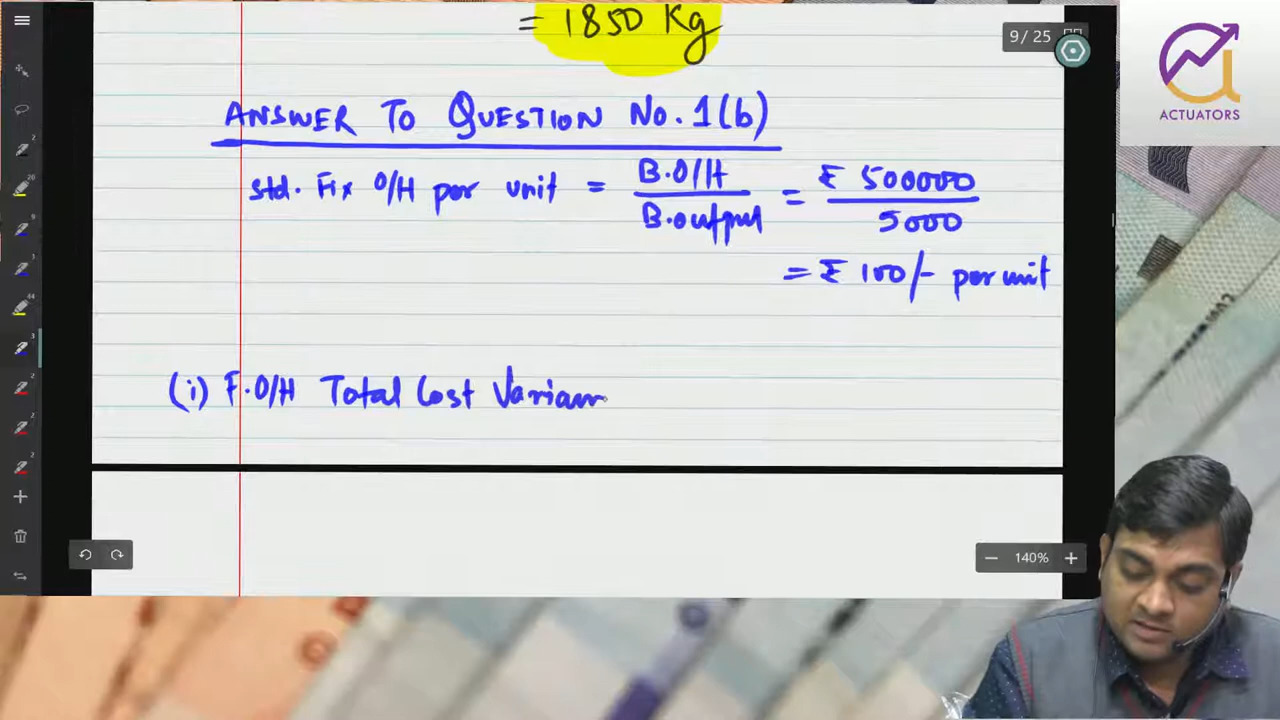 = 1850 Kg
9 / 25
ACTUATORS
ANSWER TO QUESTION NO. 1(b)
Std. Fix O/H per unit = B.O/H / B.output = ₹ 500000 / 5000
= ₹ 100/- per unit
(i) F.O/H Total Cost Varian
140%